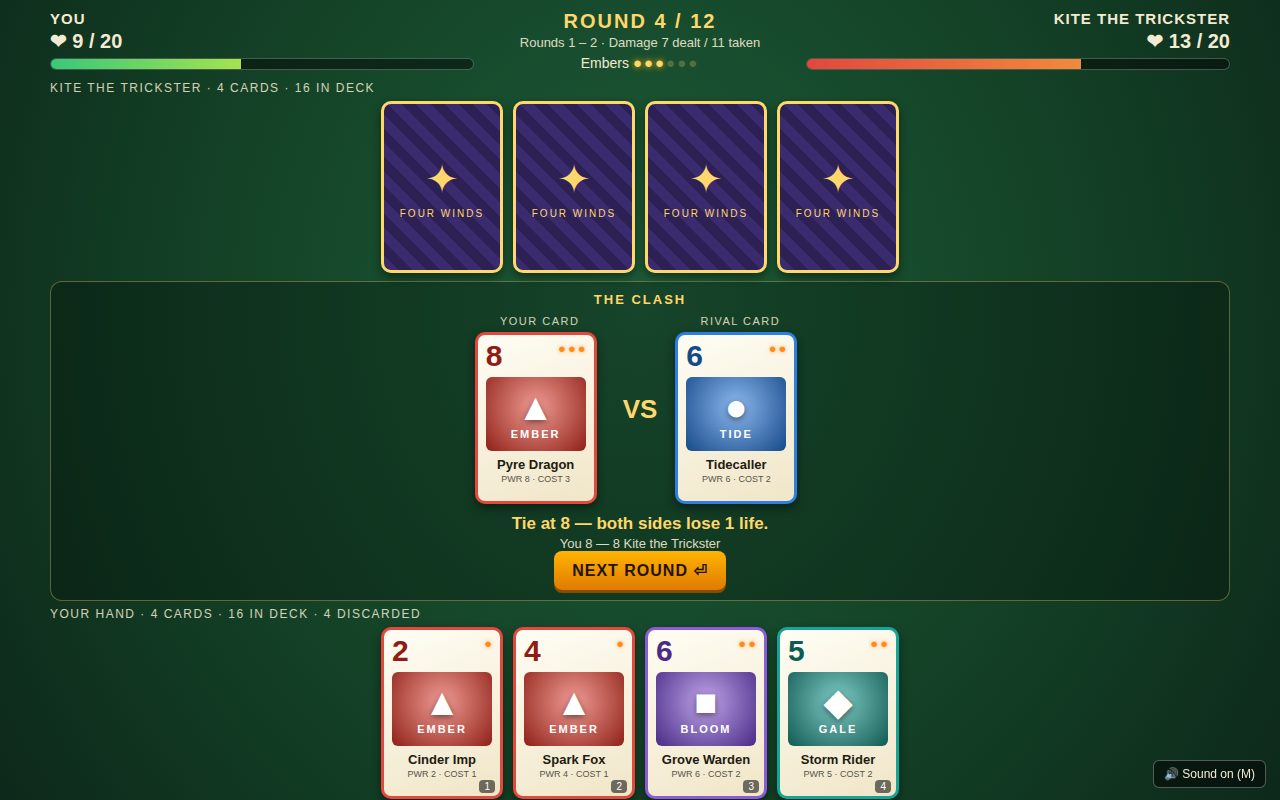 YOU
❤ 9 / 20
ROUND 4 / 12
Rounds 1 – 2 · Damage 7 dealt / 11 taken
Embers
KITE THE TRICKSTER
❤ 13 / 20
KITE THE TRICKSTER · 4 CARDS · 16 IN DECK
FOUR WINDS
FOUR WINDS
FOUR WINDS
FOUR WINDS
THE CLASH
YOUR CARD
RIVAL CARD
8
EMBER
Pyre Dragon
PWR 8 · COST 3
VS
6
TIDE
Tidecaller
PWR 6 · COST 2
Tie at 8 — both sides lose 1 life.
You 8 — 8 Kite the Trickster
NEXT ROUND ⏎
YOUR HAND · 4 CARDS · 16 IN DECK · 4 DISCARDED
2
EMBER
Cinder Imp
PWR 2 · COST 1
1
4
EMBER
Spark Fox
PWR 4 · COST 1
2
6
BLOOM
Grove Warden
PWR 6 · COST 2
3
5
GALE
Storm Rider
PWR 5 · COST 2
4
🔊 Sound on (M)